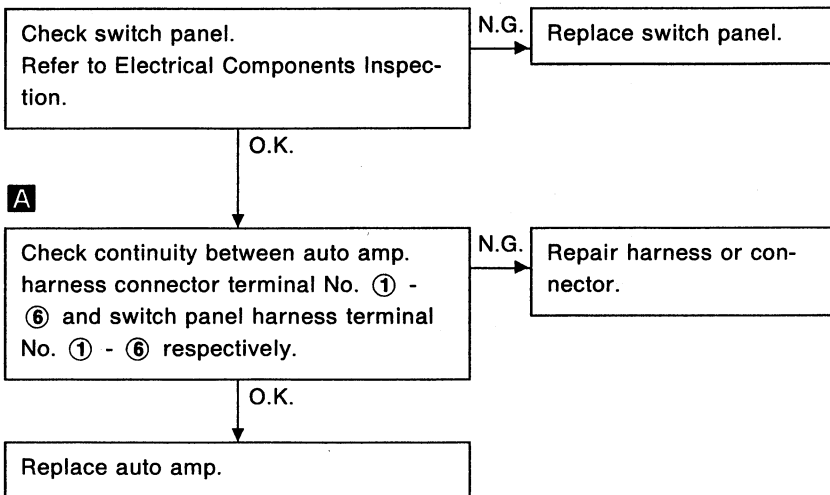 Check switch panel.
Refer to Electrical Components Inspec-
tion.
N.G.
Replace switch panel.
O.K.
A
Check continuity between auto amp.
harness connector terminal No. ① -
⑥ and switch panel harness terminal
No. ① - ⑥ respectively.
N.G.
Repair harness or con-
nector.
O.K.
Replace auto amp.